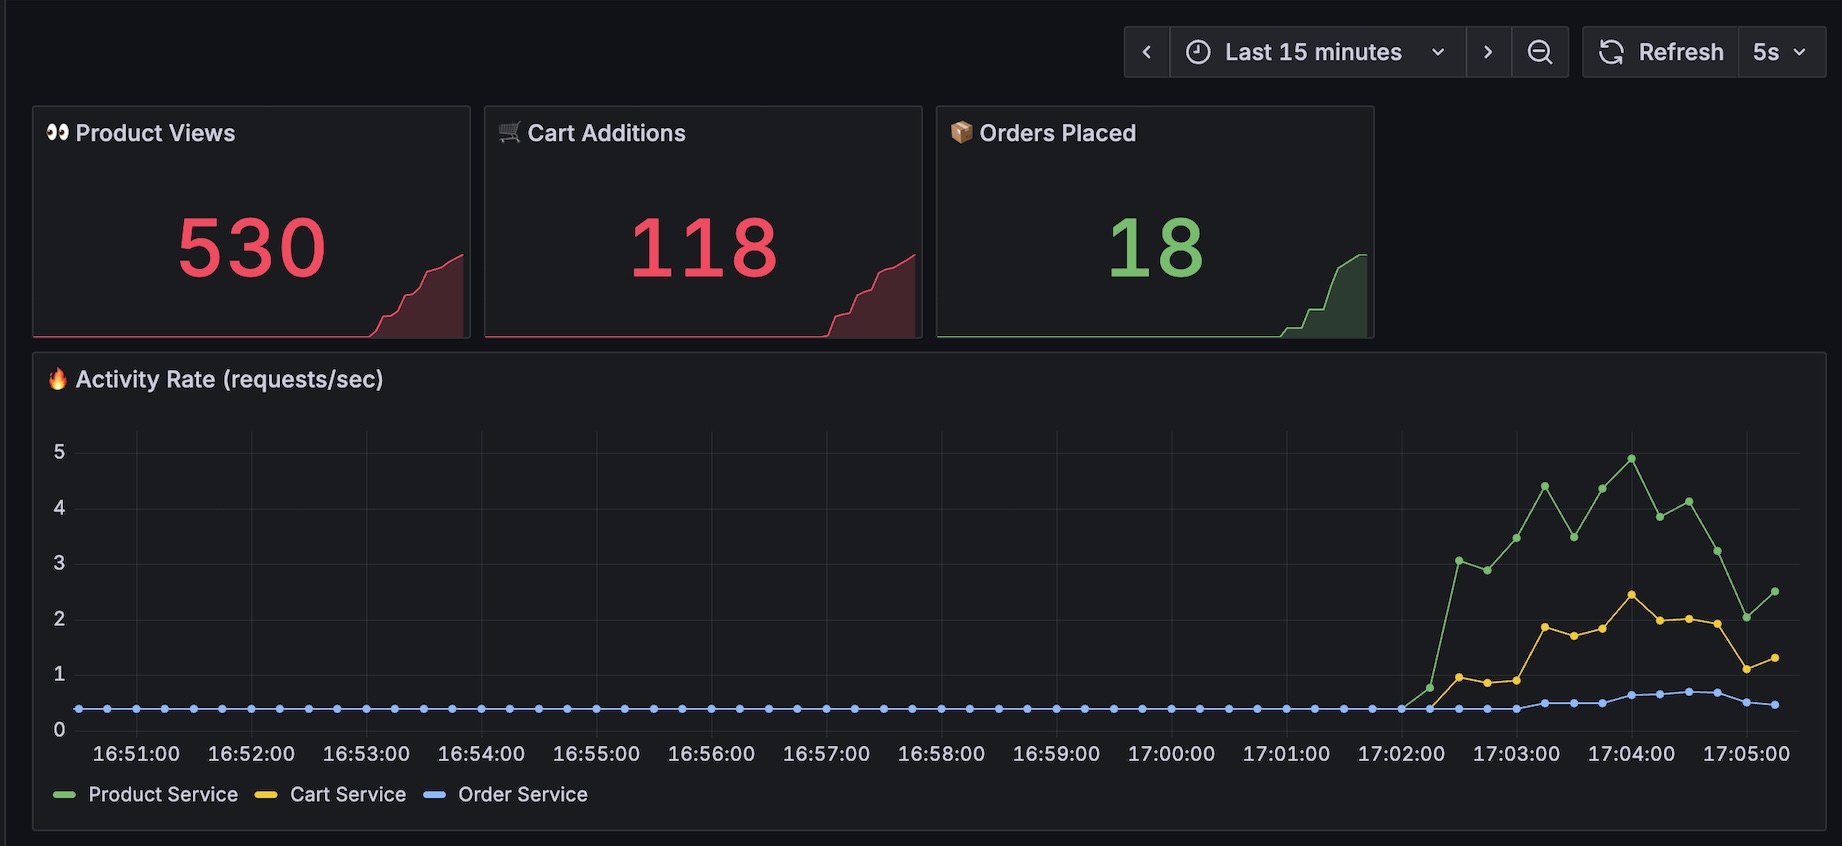 Last 15 minutes
Refresh
5s
👀 Product Views
🛒 Cart Additions
📦 Orders Placed
530
118
18
🔥 Activity Rate (requests/sec)
5
4
3
2
1
0
16:51:00 16:52:00 16:53:00 16:54:00 16:55:00 16:56:00 16:57:00 16:58:00 16:59:00 17:00:00 17:01:00 17:02:00 17:03:00 17:04:00 17:05:00
Product Service Cart Service Order Service